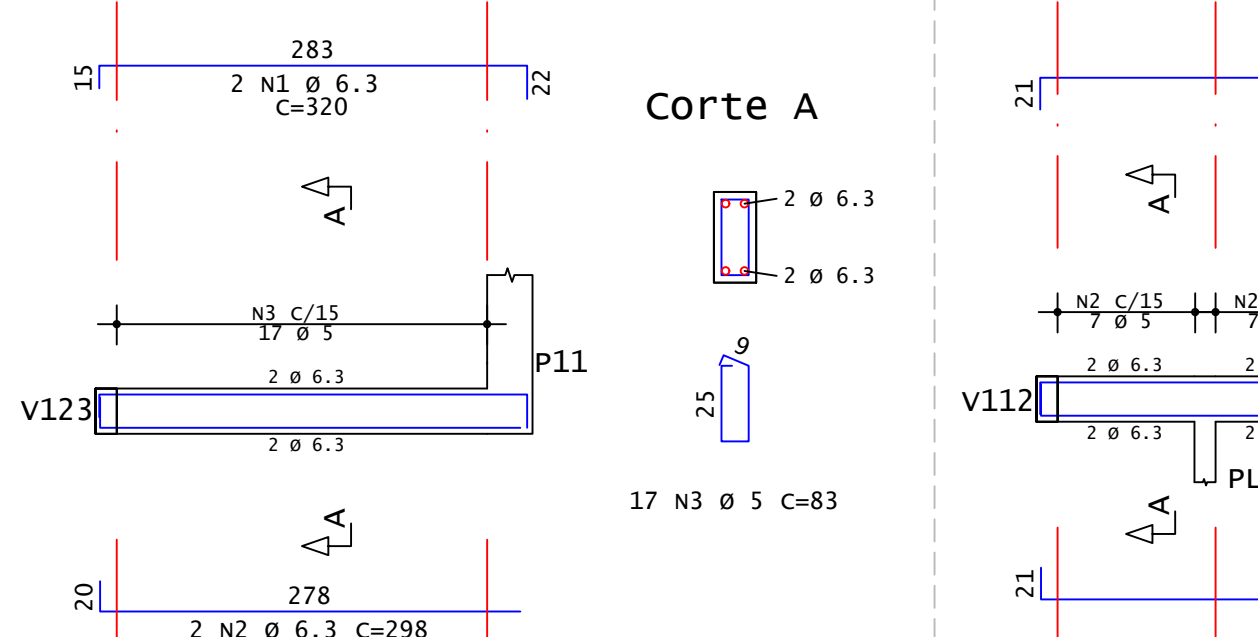 283
15
22
2 N1 Ø 6.3
C=320
A
N3 C/15
17 Ø 5
P11
2 Ø 6.3
V123
2 Ø 6.3
A
20
278
2 N2 Ø 6.3 C=298
Corte A
2 Ø 6.3
2 Ø 6.3
9
25
17 N3 Ø 5 C=83
21
A
N2 C/15
7 Ø 5
N2
7
2 Ø 6.3
2
V112
2 Ø 6.3
2
PL
A
21